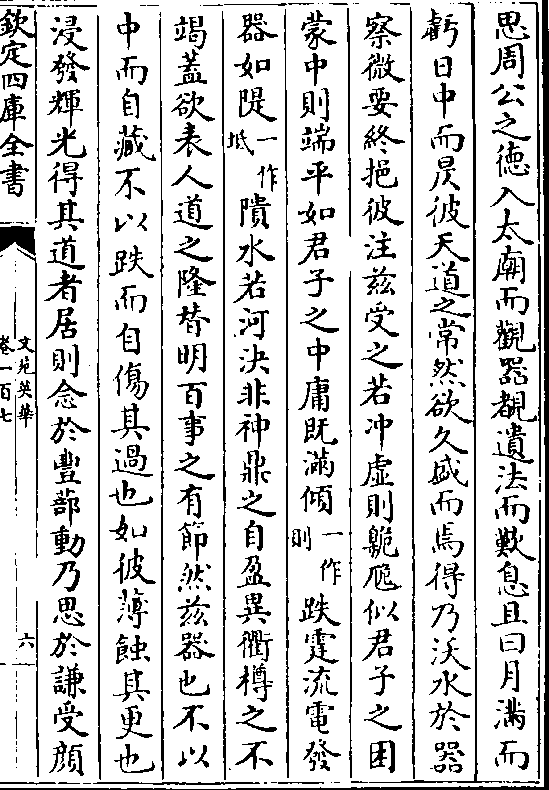 思周公之德入太廟而觀器覩遺法而歎息且曰月滿而
虧日中而昃彼天道之常然欲久盛而焉得乃沃水於器
察微要終挹彼注兹受之若冲虛則臲卼似君子之困
蒙中則端平如君子之中庸既滿傾一作則跌霆流電發
器如隄一作坻隤水若河決非神鼎之自盈異衢樽之不
竭蓋欲表人道之隆替明百事之有節然兹器也不以
中而自藏不以跌而自傷其過也如彼薄蝕其更也
浸發輝光得其道者居則念於豐蔀動乃思於謙受顔
欽定四庫全書
文苑英華
卷一百七
六